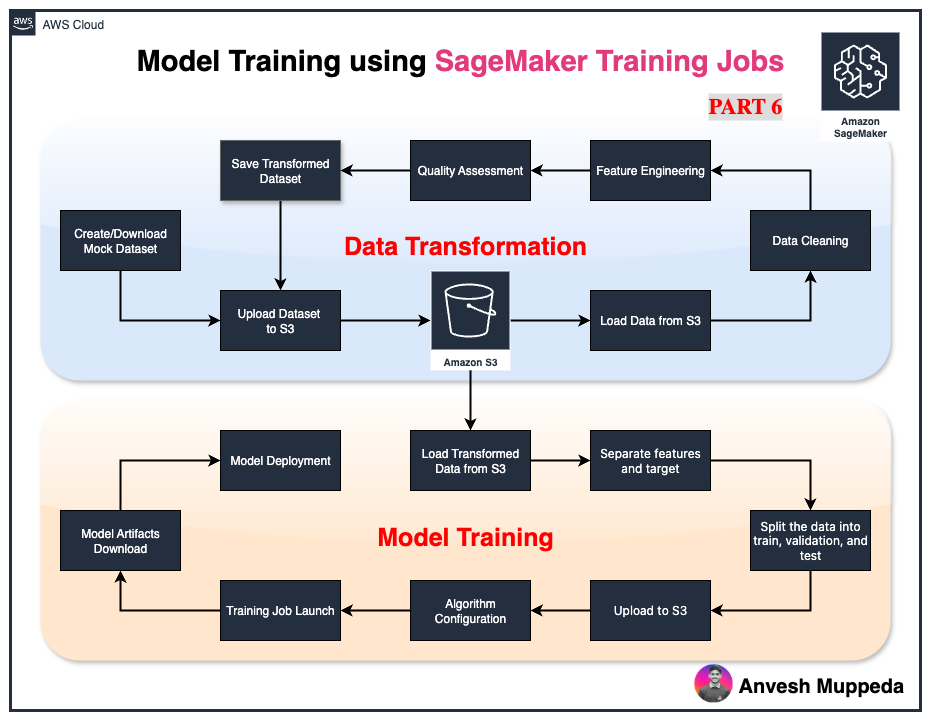 aws
AWS Cloud
Model Training using SageMaker Training Jobs
PART 6
Amazon
SageMaker
Save Transformed
Dataset
Quality Assessment
Feature Engineering
Create/Download
Mock Dataset
Data Transformation
Data Cleaning
Upload Dataset
to S3
Amazon S3
Load Data from S3
Model Deployment
Load Transformed
Data from S3
Separate features
and target
Model Artifacts
Download
Model Training
Split the data into
train, validation, and
test
Training Job Launch
Algorithm
Configuration
Upload to S3
Anvesh Muppeda